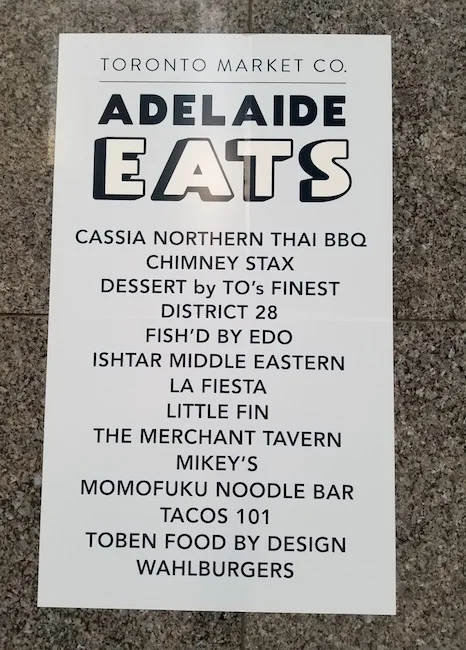 TORONTO MARKET CO.
ADELAIDE
EATS
CASSIA NORTHERN THAI BBQ
CHIMNEY STAX
DESSERT by TO's FINEST
DISTRICT 28
FISH'D BY EDO
ISHTAR MIDDLE EASTERN
LA FIESTA
LITTLE FIN
THE MERCHANT TAVERN
MIKEY'S
MOMOFUKU NOODLE BAR
TACOS 101
TOBEN FOOD BY DESIGN
WAHLBURGERS